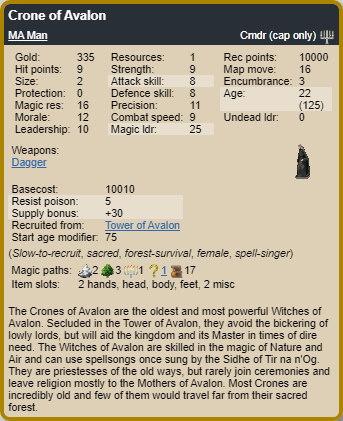 Crone of Avalon
MA Man Cmdr (cap only)
Gold: 335 Resources: 1 Rec points: 10000
Hit points: 9 Strength: 9 Map move: 16
Size: 2 Attack skill: 8 Encumbrance: 3
Protection: 0 Defence skill: 8 Age: 22
Magic res: 16 Precision: 11 (125)
Morale: 12 Combat speed: 9 Undead ldr: 0
Leadership: 10 Magic ldr: 25
Weapons:
Dagger
Basecost: 10010
Resist poison: 5
Supply bonus: +30
Recruited from: Tower of Avalon
Start age modifier: 75
(Slow-to-recruit, sacred, forest-survival, female, spell-singer)
Magic paths: 2 3 1 ? 1 17
Item slots: 2 hands, head, body, feet, 2 misc
The Crones of Avalon are the oldest and most powerful Witches of
Avalon. Secluded in the Tower of Avalon, they avoid the bickering of
lowly lords, but will aid the kingdom and its Master in times of dire
need. The Witches of Avalon are skilled in the magic of Nature and
Air and can use spellsongs once sung by the Sidhe of Tir na n'Og.
They are priestesses of the old ways, but rarely join ceremonies and
leave religion mostly to the Mothers of Avalon. Most Crones are
incredibly old and few of them would travel far from their sacred
forest.